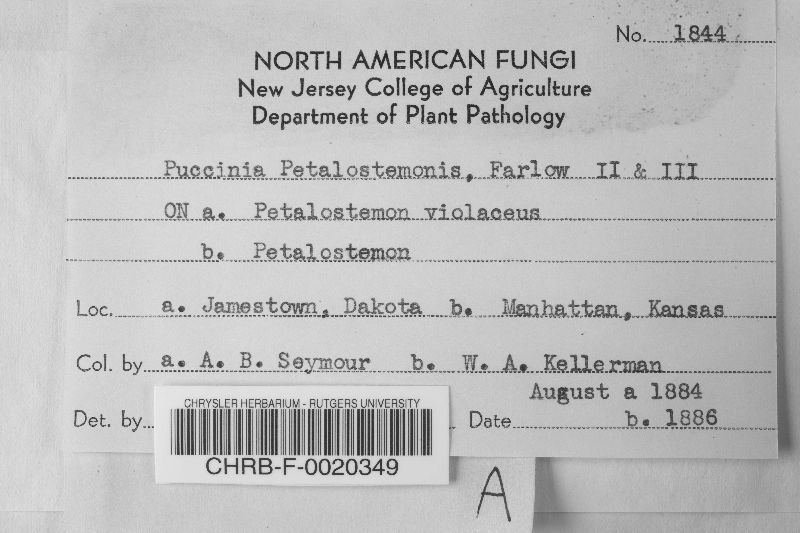 No. 1844
NORTH AMERICAN FUNGI
New Jersey College of Agriculture
Department of Plant Pathology
Puccinia Petalostemonis, Farlow II & III
ON a. Petalostemon violaceus
b. Petalostemon
Loc. a. Jamestown, Dakota b. Manhattan, Kansas
Col. by a. A. B. Seymour b. W. A. Kellerman
August a 1884
Det. by Date b. 1886
CHRYSLER HERBARIUM - RUTGERS UNIVERSITY
CHRB-F-0020349
A